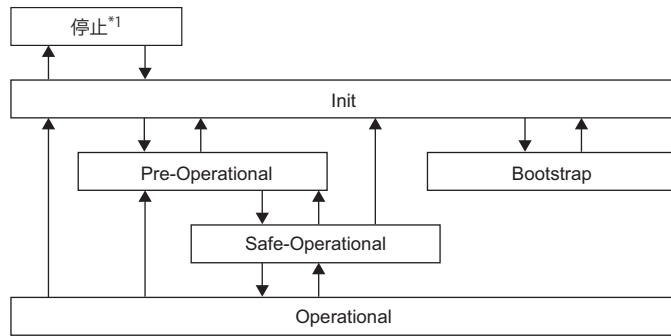 停止*1
Init
Pre-Operational
Bootstrap
Safe-Operational
Operational